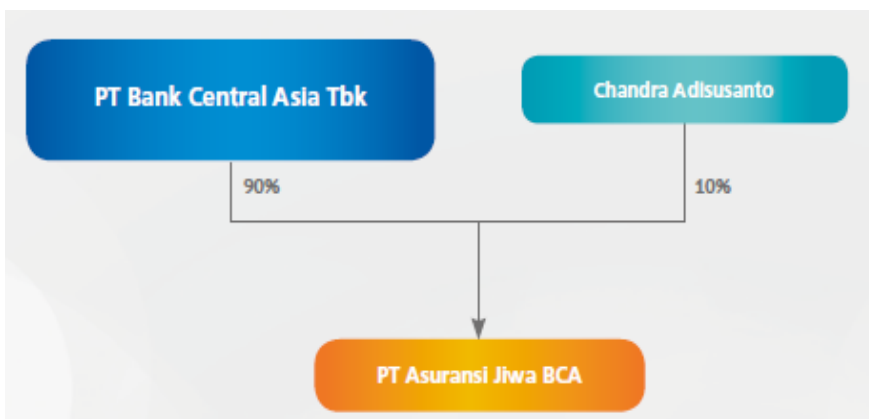 PT Bank Central Asia Tbk
Chandra Adisusanto
90%
10%
PT Asuransi Jiwa BCA